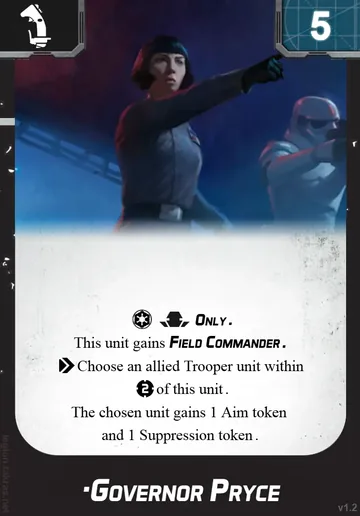 5
ONLY.
This unit gains FIELD COMMANDER.
Choose an allied Trooper unit within
2 of this unit.
The chosen unit gains 1 Aim token
and 1 Suppression token.
•GOVERNOR PRYCE
v1.2